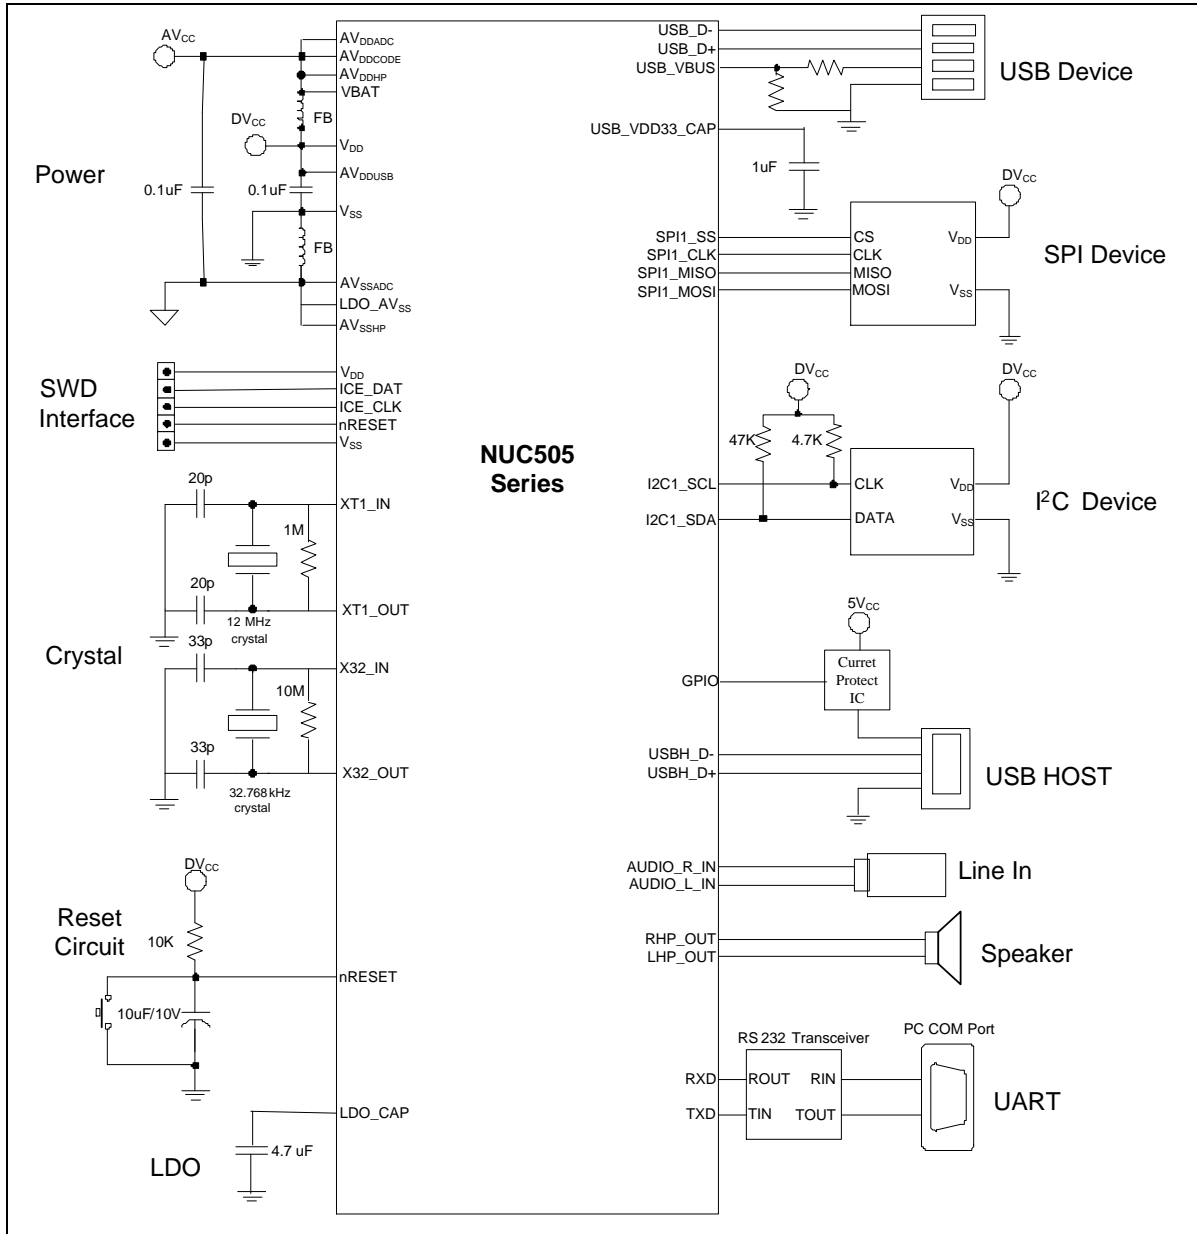 AVCC
AVDDADC
AVDDCODE
AVDDHP
VBAT
FB
DVCC
VDD
Power
AVDDUSB
0.1uF
0.1uF
VSS
FB
AVSSADC
LDO_AVSS
AVSSHP
SWD
Interface
VDD
ICE_DAT
ICE_CLK
nRESET
VSS
20p
XT1_IN
1M
20p
XT1_OUT
12 MHz
crystal
Crystal
33p
X32_IN
10M
33p
X32_OUT
32.768kHz
crystal
DVCC
Reset
Circuit
10K
nRESET
10uF/10V
LDO_CAP
4.7 uF
LDO
NUC505
Series
USB_D-
USB_D+
USB_VBUS
USB Device
USB_VDD33_CAP
1uF
DVCC
SPI1_SS
SPI1_CLK
SPI1_MISO
SPI1_MOSI
CS
CLK
MISO
MOSI
VDD
VSS
SPI Device
DVCC
DVCC
47K
4.7K
I2C1_SCL
I2C1_SDA
CLK
DATA
VDD
VSS
I2C Device
5VCC
GPIO
Curret
Protect
IC
USBH_D-
USBH_D+
USB HOST
AUDIO_R_IN
AUDIO_L_IN
Line In
RHP_OUT
LHP_OUT
Speaker
RS232 Transceiver
PC COM Port
RXD
TXD
ROUT
RIN
TIN
TOUT
UART